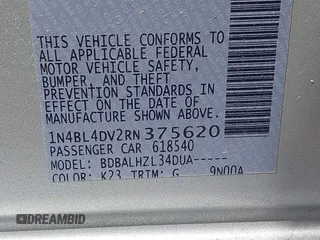 THIS VEHICLE CONFORMS TO
ALL APPLICABLE FEDERAL
MOTOR VEHICLE SAFETY,
BUMPER, AND THEFT
PREVENTION STANDARDS IN
EFFECT ON THE DATE OF
MANUFACTURE SHOWN ABOVE.
1N4BL4DV2RN375620
PASSENGER CAR 618540
MODEL: BDBALHZL34DUA-----
COLOR: K23 TRIM: G 9N00A
DREAMBID